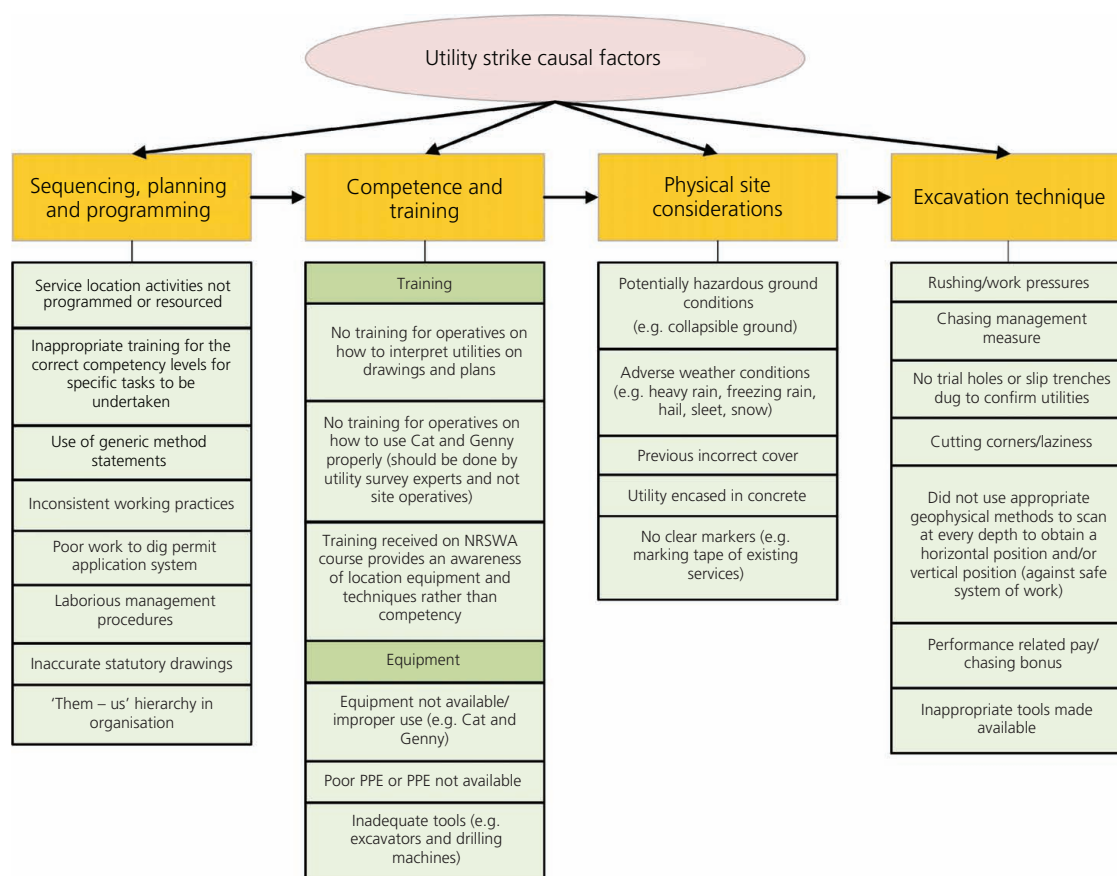 Utility strike causal factors
Sequencing, planning
and programming
Service location activities not
programmed or resourced
Inappropriate training for the
correct competency levels for
specific tasks to be
undertaken
Use of generic method
statements
Inconsistent working practices
Poor work to dig permit
application system
Laborious management
procedures
Inaccurate statutory drawings
‘Them – us’ hierarchy in
organisation
Competence and
training
Training
No training for operatives on
how to interpret utilities on
drawings and plans
No training for operatives on
how to use Cat and Genny
properly (should be done by
utility survey experts and not
site operatives)
Training received on NRSWA
course provides an awareness
of location equipment and
techniques rather than
competency
Equipment
Equipment not available/
improper use (e.g. Cat and
Genny)
Poor PPE or PPE not available
Inadequate tools (e.g.
excavators and drilling
machines)
Physical site
considerations
Potentially hazardous ground
conditions
(e.g. collapsible ground)
Adverse weather conditions
(e.g. heavy rain, freezing rain,
hail, sleet, snow)
Previous incorrect cover
Utility encased in concrete
No clear markers (e.g.
marking tape of existing
services)
Excavation technique
Rushing/work pressures
Chasing management
measure
No trial holes or slip trenches
dug to confirm utilities
Cutting corners/laziness
Did not use appropriate
geophysical methods to scan
at every depth to obtain
a horizontal position and/or
vertical position (against safe
system of work)
Performance related pay/
chasing bonus
Inappropriate tools made
available